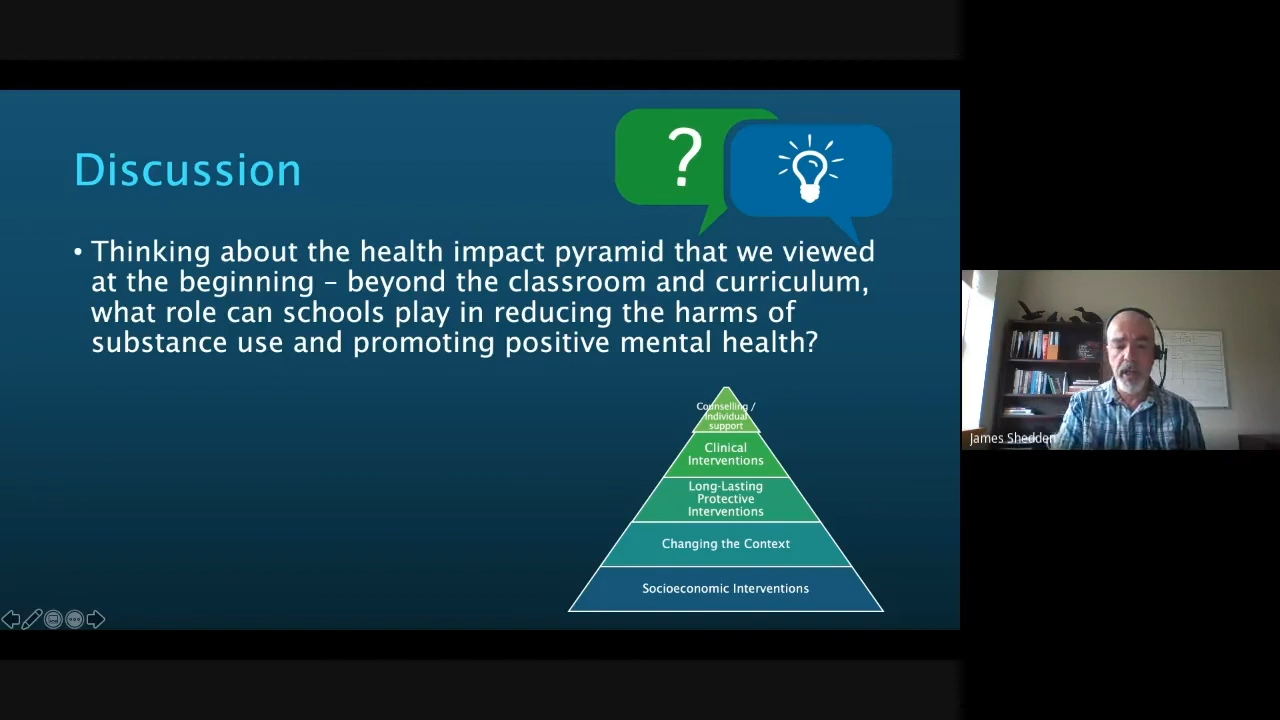 Discussion
?
• Thinking about the health impact pyramid that we viewed
at the beginning – beyond the classroom and curriculum,
what role can schools play in reducing the harms of
substance use and promoting positive mental health?
Counselling /
Individual
support
Clinical
Interventions
Long-Lasting
Protective
Interventions
Changing the Context
Socioeconomic Interventions
James Shedden